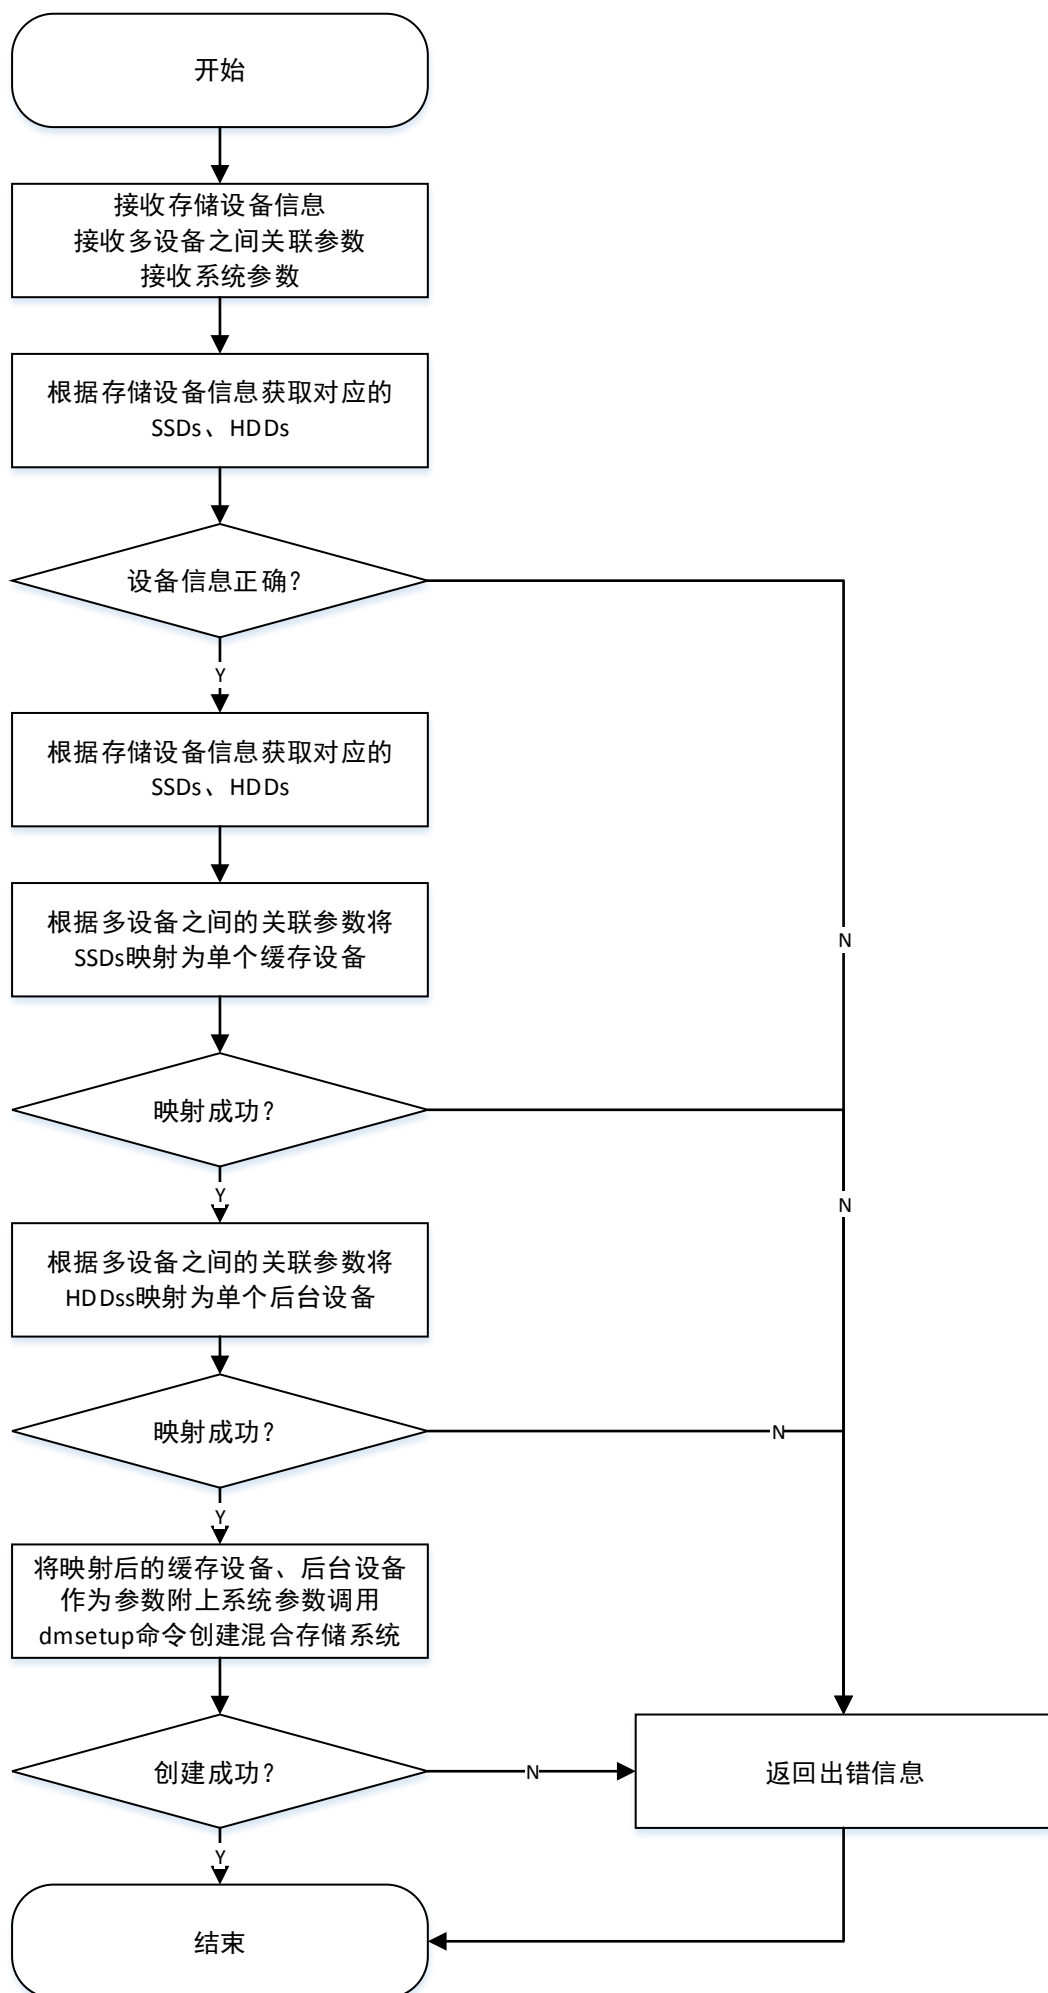 开始
接收存储设备信息
接收多设备之间关联参数
接收系统参数
根据存储设备信息获取对应的
SSDs、HDDs
设备信息正确？
Y
根据存储设备信息获取对应的
SSDs、HDDs
根据多设备之间的关联参数将
SSDs映射为单个缓存设备
N
映射成功？
Y
N
根据多设备之间的关联参数将
HDDss映射为单个后台设备
映射成功？
N
Y
将映射后的缓存设备、后台设备
作为参数附上系统参数调用
dmsetup命令创建混合存储系统
创建成功？
N
返回出错信息
Y
结束